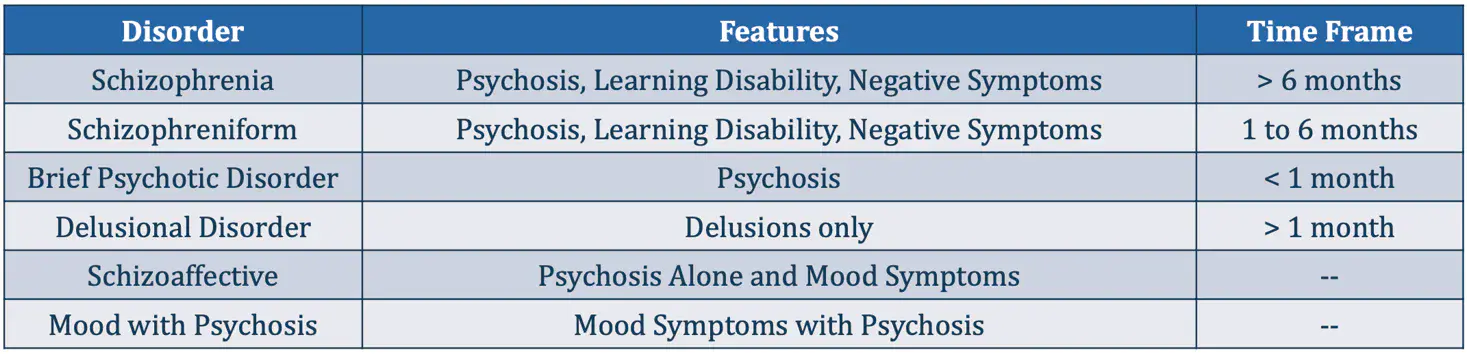 Disorder Features Time Frame
Schizophrenia Psychosis, Learning Disability, Negative Symptoms > 6 months
Schizophreniform Psychosis, Learning Disability, Negative Symptoms 1 to 6 months
Brief Psychotic Disorder Psychosis < 1 month
Delusional Disorder Delusions only > 1 month
Schizoaffective Psychosis Alone and Mood Symptoms --
Mood with Psychosis Mood Symptoms with Psychosis --